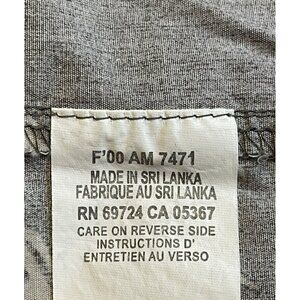 F'00 AM 7471
MADE IN SRI LANKA
FABRIQUE AU SRI LANKA
RN 69724 CA 05367
CARE ON REVERSE SIDE
INSTRUCTIONS D'
ENTRETIEN AU VERSO